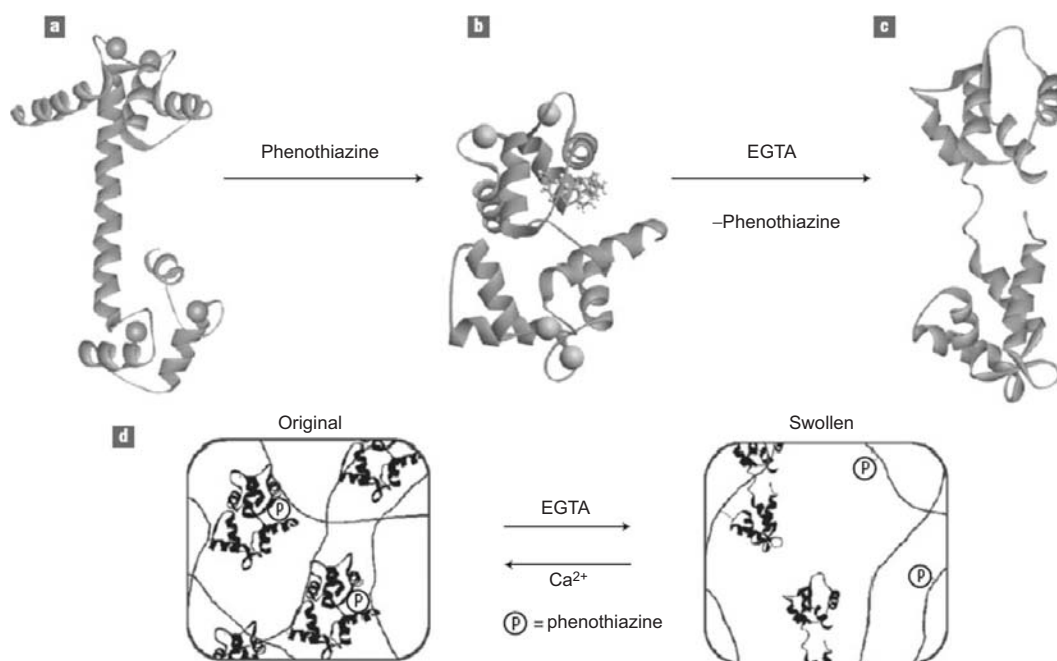 a
b
c
Phenothiazine
EGTA
–Phenothiazine
d
Original
Swollen
EGTA
Ca²⁺
P = phenothiazine
P
P
P
P